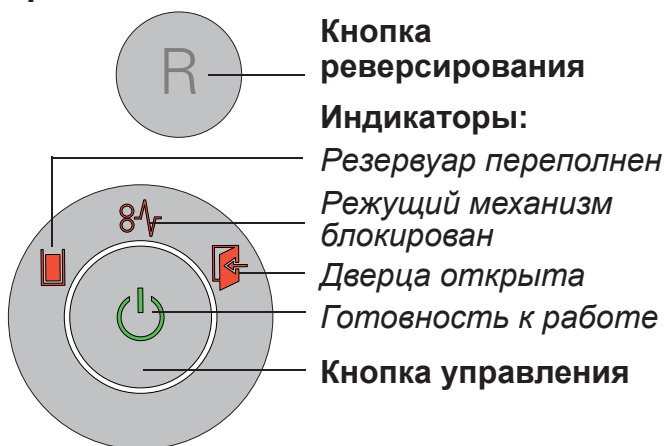 R
Кнопка
реверсирования
Индикаторы:
Резервуар переполнен
Режущий механизм
блокирован
Дверца открыта
Готовность к работе
Кнопка управления